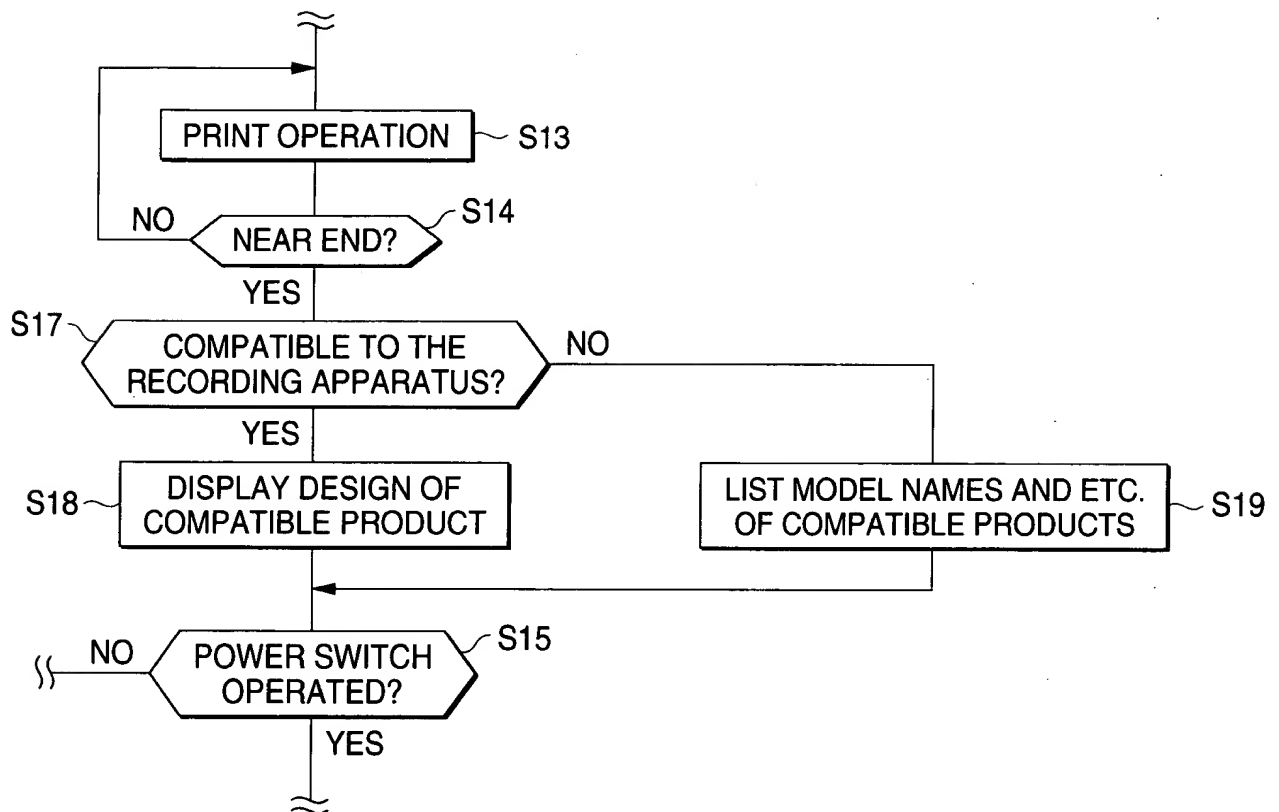 PRINT OPERATION
S13
NEAR END?
S14
NO
YES
S17
COMPATIBLE TO THE
RECORDING APPARATUS?
NO
YES
S18
DISPLAY DESIGN OF
COMPATIBLE PRODUCT
LIST MODEL NAMES AND ETC.
OF COMPATIBLE PRODUCTS
S19
NO
POWER SWITCH
OPERATED?
S15
YES